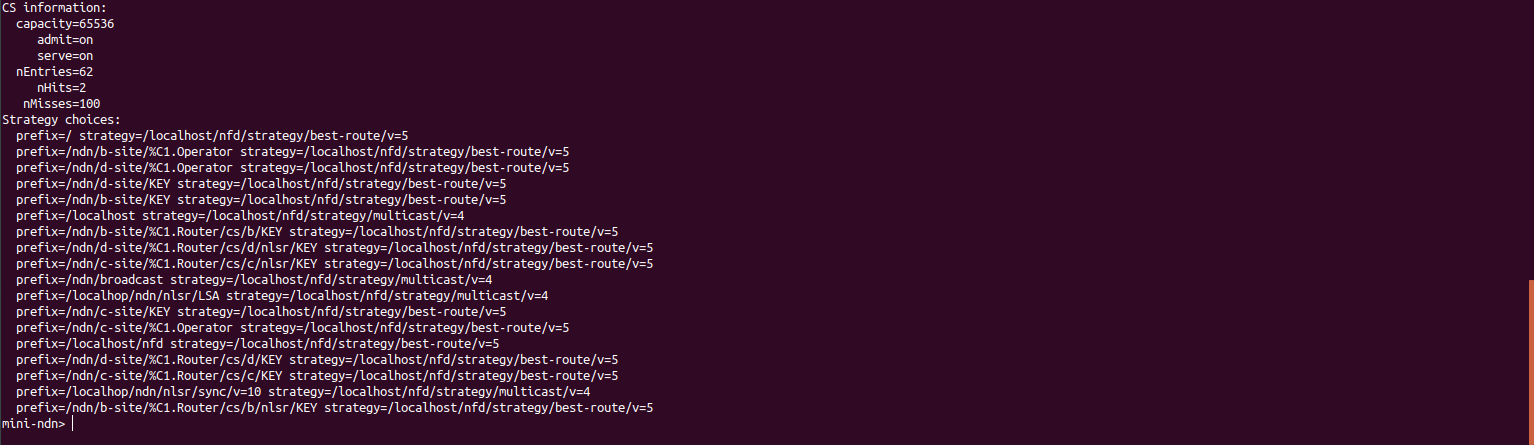 CS information:
  capacity=65536
     admit=on
     serve=on
  nEntries=62
     nHits=2
   nMisses=100
Strategy choices:
  prefix=/ strategy=/localhost/nfd/strategy/best-route/v=5
  prefix=/ndn/b-site/%C1.Operator strategy=/localhost/nfd/strategy/best-route/v=5
  prefix=/ndn/d-site/%C1.Operator strategy=/localhost/nfd/strategy/best-route/v=5
  prefix=/ndn/d-site/KEY strategy=/localhost/nfd/strategy/best-route/v=5
  prefix=/ndn/b-site/KEY strategy=/localhost/nfd/strategy/best-route/v=5
  prefix=/localhost strategy=/localhost/nfd/strategy/multicast/v=4
  prefix=/ndn/b-site/%C1.Router/cs/b/KEY strategy=/localhost/nfd/strategy/best-route/v=5
  prefix=/ndn/d-site/%C1.Router/cs/d/nlsr/KEY strategy=/localhost/nfd/strategy/best-route/v=5
  prefix=/ndn/c-site/%C1.Router/cs/c/nlsr/KEY strategy=/localhost/nfd/strategy/best-route/v=5
  prefix=/ndn/broadcast strategy=/localhost/nfd/strategy/multicast/v=4
  prefix=/localhop/ndn/nlsr/LSA strategy=/localhost/nfd/strategy/multicast/v=4
  prefix=/ndn/c-site/KEY strategy=/localhost/nfd/strategy/best-route/v=5
  prefix=/ndn/c-site/%C1.Operator strategy=/localhost/nfd/strategy/best-route/v=5
  prefix=/localhost/nfd strategy=/localhost/nfd/strategy/best-route/v=5
  prefix=/ndn/d-site/%C1.Router/cs/d/KEY strategy=/localhost/nfd/strategy/best-route/v=5
  prefix=/ndn/c-site/%C1.Router/cs/c/KEY strategy=/localhost/nfd/strategy/best-route/v=5
  prefix=/localhop/ndn/nlsr/sync/v=10 strategy=/localhost/nfd/strategy/multicast/v=4
  prefix=/ndn/b-site/%C1.Router/cs/b/nlsr/KEY strategy=/localhost/nfd/strategy/best-route/v=5
mini-ndn>